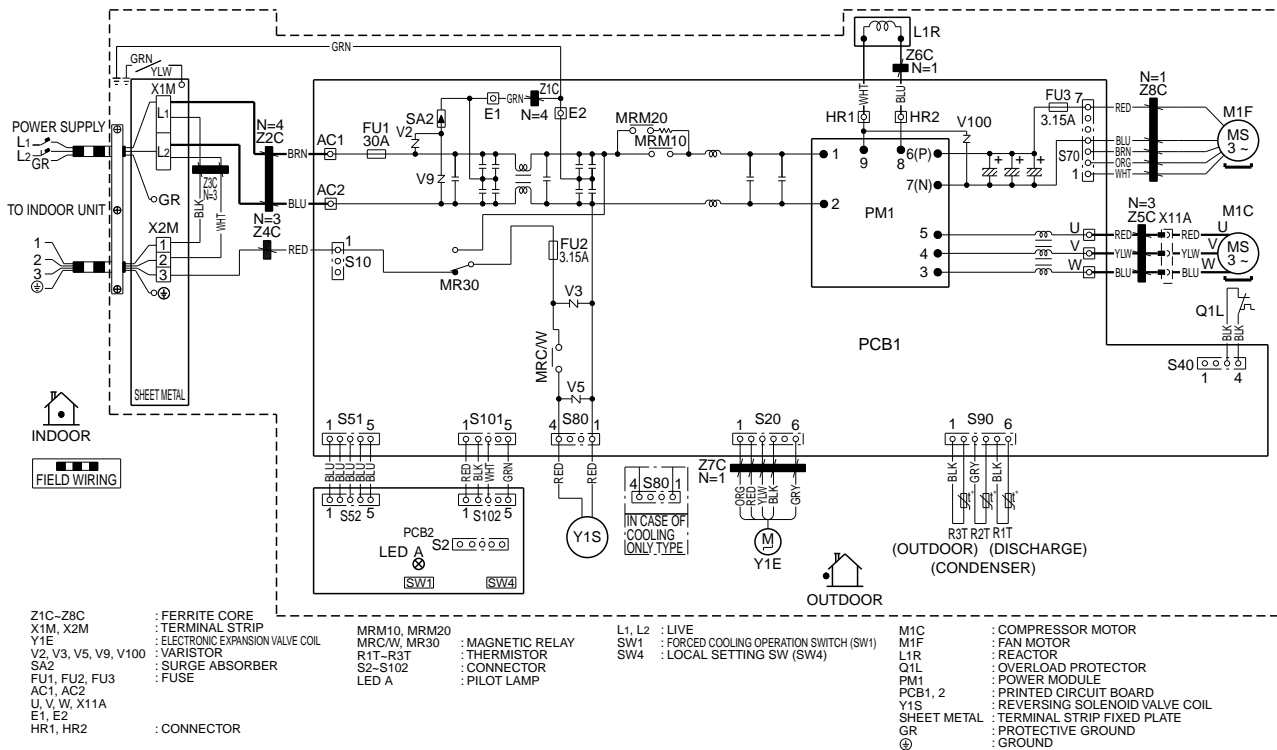 GRN
L1R
Z6C
N=1
GRN
YLW
X1M
L1
L2
POWER SUPPLY
L1
L2
GR
GR
N=4
Z2C
BRN
BLU
AC1
AC2
FU1
30A
V2
SA2
E1
GRN
Z1C
N=4
E2
V9
MRM20
MRM10
WHT
BLU
HR1
HR2
V100
FU3
3.15A
7
S70
1
RED
BLU
BRN
ORG
WHT
N=1
Z8C
M1F
MS
3 ~
1
2
9
8
6(P)
7(N)
PM1
5
4
3
Z3C
N=3
BLK
WHT
TO INDOOR UNIT
1
2
3
X2M
1
2
3
N=3
Z4C
RED
1
S10
MR30
FU2
3.15A
V3
MRC/W
V5
U
V
W
RED
YLW
BLU
N=3
Z5C
X11A
RED
YLW
BLU
U
V
W
M1C
MS
3 ~
Q1L
BLK
BLK
S40
1
4
PCB1
SHEET METAL
INDOOR
FIELD WIRING
1
S51
5
BLU
BLU
BLU
BLU
BLU
1
S52
5
1
S101
5
RED
BLK
WHT
GRN
1
S102
5
PCB2
S2
LED A
SW1
SW4
4
S80
1
RED
RED
Y1S
4
S80
1
IN CASE OF
COOLING
ONLY TYPE
1
S20
6
Z7C
N=1
ORG
RED
YLW
BLK
GRY
M
Y1E
1
S90
6
BLK
GRY
BLK
t°
t°
t°
R3T R2T R1T
(OUTDOOR) (DISCHARGE)
(CONDENSER)
OUTDOOR
Z1C~Z8C : FERRITE CORE
X1M, X2M : TERMINAL STRIP
Y1E : ELECTRONIC EXPANSION VALVE COIL
V2, V3, V5, V9, V100 : VARISTOR
SA2 : SURGE ABSORBER
FU1, FU2, FU3 : FUSE
AC1, AC2
U, V, W, X11A
E1, E2
HR1, HR2 : CONNECTOR
MRM10, MRM20
MRC/W, MR30 : MAGNETIC RELAY
R1T~R3T : THERMISTOR
S2~S102 : CONNECTOR
LED A : PILOT LAMP
L1, L2 : LIVE
SW1 : FORCED COOLING OPERATION SWITCH (SW1)
SW4 : LOCAL SETTING SW (SW4)
M1C : COMPRESSOR MOTOR
M1F : FAN MOTOR
L1R : REACTOR
Q1L : OVERLOAD PROTECTOR
PM1 : POWER MODULE
PCB1, 2 : PRINTED CIRCUIT BOARD
Y1S : REVERSING SOLENOID VALVE COIL
SHEET METAL : TERMINAL STRIP FIXED PLATE
GR : PROTECTIVE GROUND
⏚ : GROUND